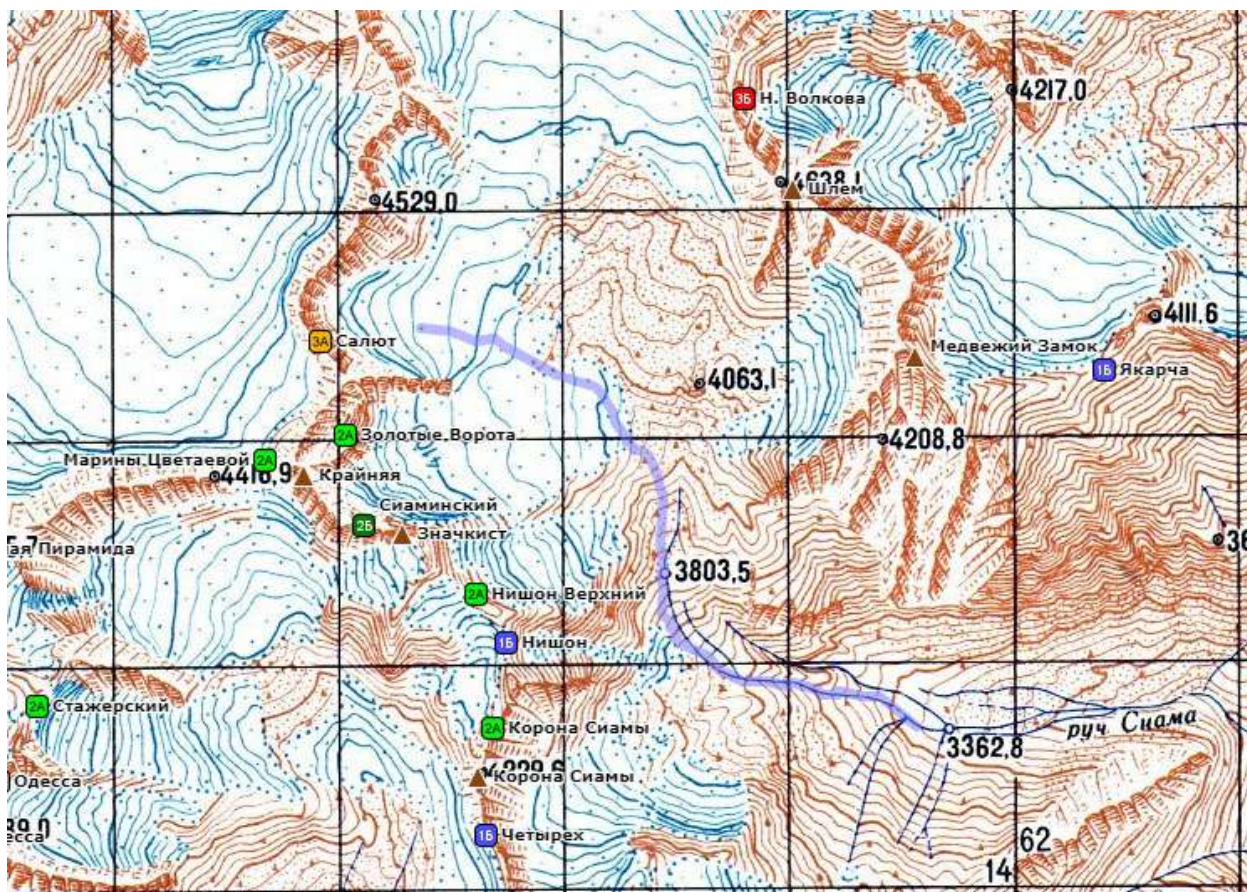 3Б Н. Волкова
4217,0
4638,1
Шлем
4529,0
4111.6
3А Салют
Медвежий Замок
1Б Якарча
4063,1
2А Золотые Ворота
4208,8
Марины Цветаевой 2А
4418,9
Крайняя
Сиаминский
2Б
Значкист
ая Пирамида
3803,5
2А Нишон Верхний
1Б Нишон
2А Стажерский
2А Корона Сиамы
руч Сиама
3362,8
Корона Сиамы
Одесса
1Б Четырех
62
14